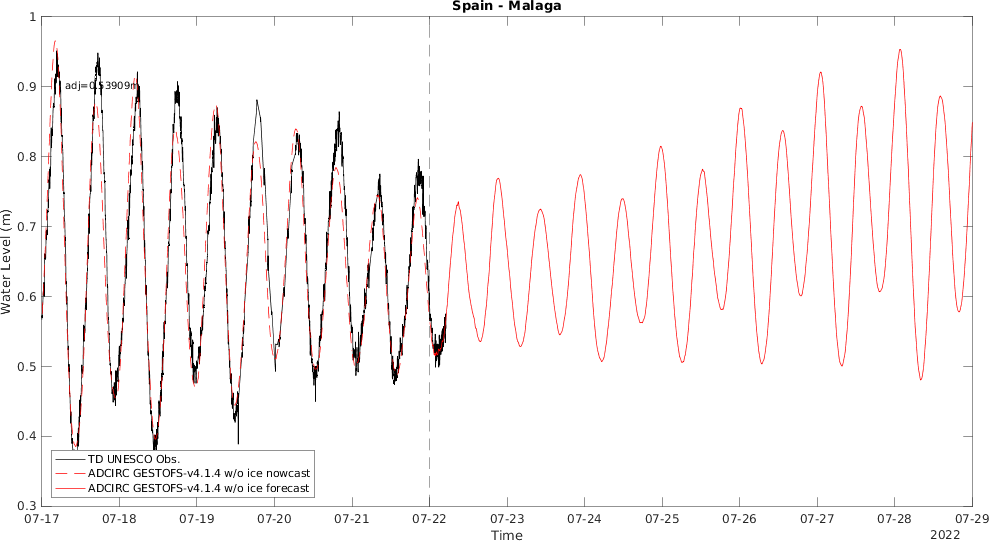 Spain - Malaga
1
0.9
0.8
0.7
0.6
0.5
0.4
0.3
Water Level (m)
adj=0.53909m
TD UNESCO Obs.
ADCIRC GESTOFS-v4.1.4 w/o ice nowcast
ADCIRC GESTOFS-v4.1.4 w/o ice forecast
07-17 07-18 07-19 07-20 07-21 07-22 07-23 07-24 07-25 07-26 07-27 07-28 07-29
Time
2022